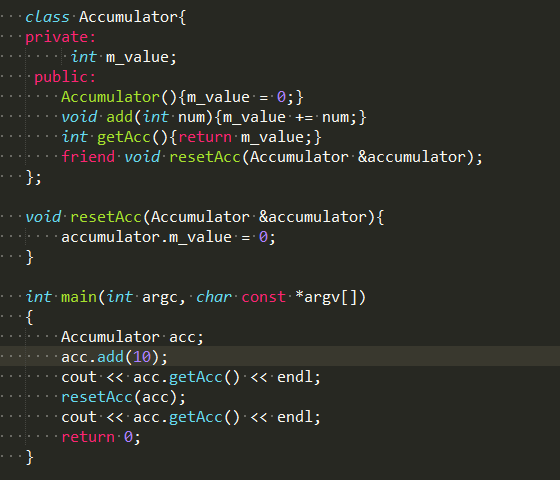 class Accumulator{
private:
int m_value;
public:
Accumulator(){m_value = 0;}
void add(int num){m_value += num;}
int getAcc(){return m_value;}
friend void resetAcc(Accumulator &accumulator);
};
void resetAcc(Accumulator &accumulator){
accumulator.m_value = 0;
}
int main(int argc, char const *argv[])
{
Accumulator acc;
acc.add(10);
cout << acc.getAcc() << endl;
resetAcc(acc);
cout << acc.getAcc() << endl;
return 0;
}